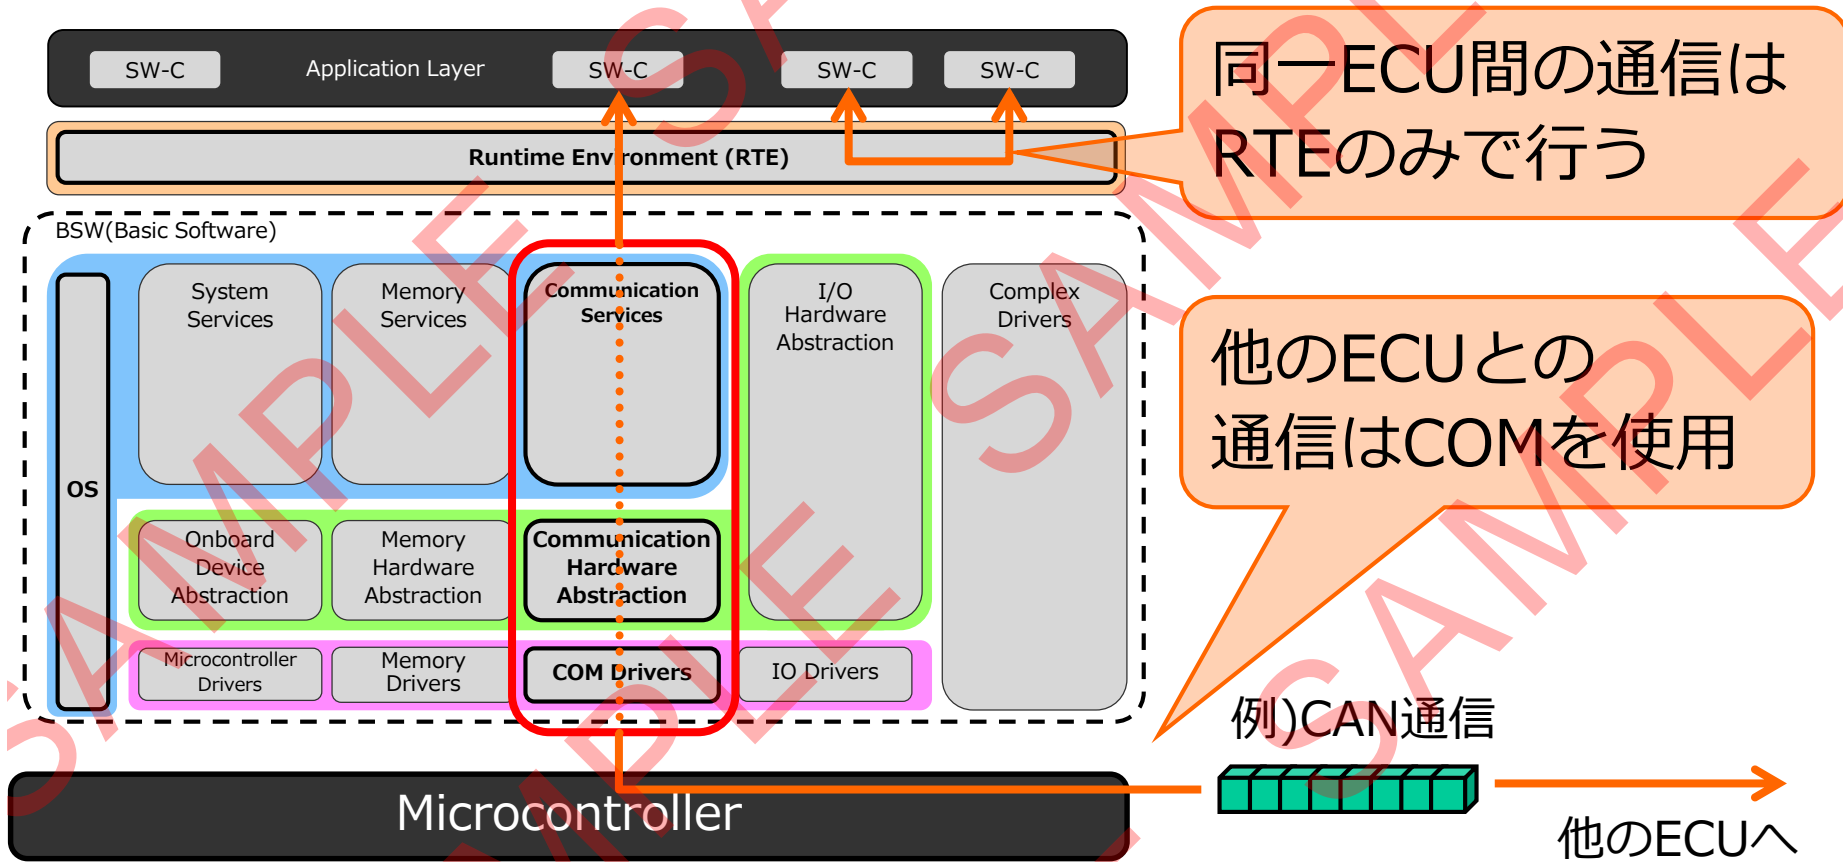 SW-C
Application Layer
SW-C
SW-C
SW-C
同一ECU間の通信は
RTEのみで行う
Runtime Environment (RTE)
BSW(Basic Software)
OS
System
Services
Memory
Services
Communication
Services
I/O
Hardware
Abstraction
Complex
Drivers
他のECUとの
通信はCOMを使用
Onboard
Device
Abstraction
Memory
Hardware
Abstraction
Communication
Hardware
Abstraction
Microcontroller
Drivers
Memory
Drivers
COM Drivers
IO Drivers
例)CAN通信
Microcontroller
他のECUへ
SAMPLE SAMPLE
SAMPLE SAMPLE
SAMPLE